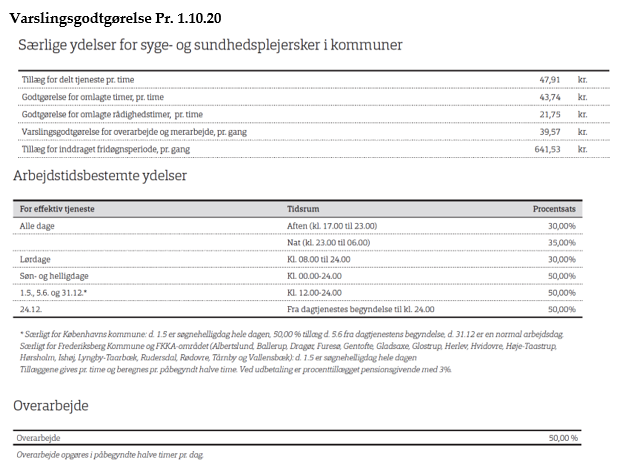 Varslingsgodtgørelse Pr. 1.10.20
Særlige ydelser for syge- og sundhedsplejersker i kommuner
Tillæg for delt tjeneste pr. time 47,91 kr.
Godtgørelse for omlagte timer, pr. time 43,74 kr.
Godtgørelse for omlagte rådighedstimer, pr. time 21,75 kr.
Varslingsgodtgørelse for overarbejde og merarbejde, pr. gang 39,57 kr.
Tillæg for inddraget fridøgnsperiode, pr. gang 641,53 kr.
Arbejdstidsbestemte ydelser
For effektiv tjeneste Tidsrum Procentsats
Alle dage Aften (kl. 17.00 til 23.00) 30,00%
Nat (kl. 23.00 til 06.00) 35,00%
Lørdage Kl. 08.00 til 24.00 30,00%
Søn- og helligdage Kl. 00.00-24.00 50,00%
1.5., 5.6. og 31.12.* Kl. 12.00-24.00 50,00%
24.12. Fra dagtjenestes begyndelse til kl. 24.00 50,00%
* Særligt for Københavns kommune: d. 1.5 er søgnehelligdag hele dagen, 50,00 % tillæg d. 5.6 fra dagtjenestens begyndelse, d. 31.12 er en normal arbejdsdag.
Særligt for Frederiksberg Kommune og FKKA-området (Albertslund, Ballerup, Dragør, Furesø, Gentofte, Gladsaxe, Glostrup, Herlev, Hvidovre, Høje-Taastrup,
Hørsholm, Ishøj, Lyngby-Taarbæk, Rudersdal, Rødovre, Tårnby og Vallensbæk): d. 1.5 er søgnehelligdag hele dagen
Tillæggene gives pr. time og beregnes pr. påbegyndt halve time. Ved udbetaling er procenttillægget pensionsgivende med 3%.
Overarbejde
Overarbejde 50,00 %
Overarbejde opgøres i påbegyndte halve timer pr. dag.